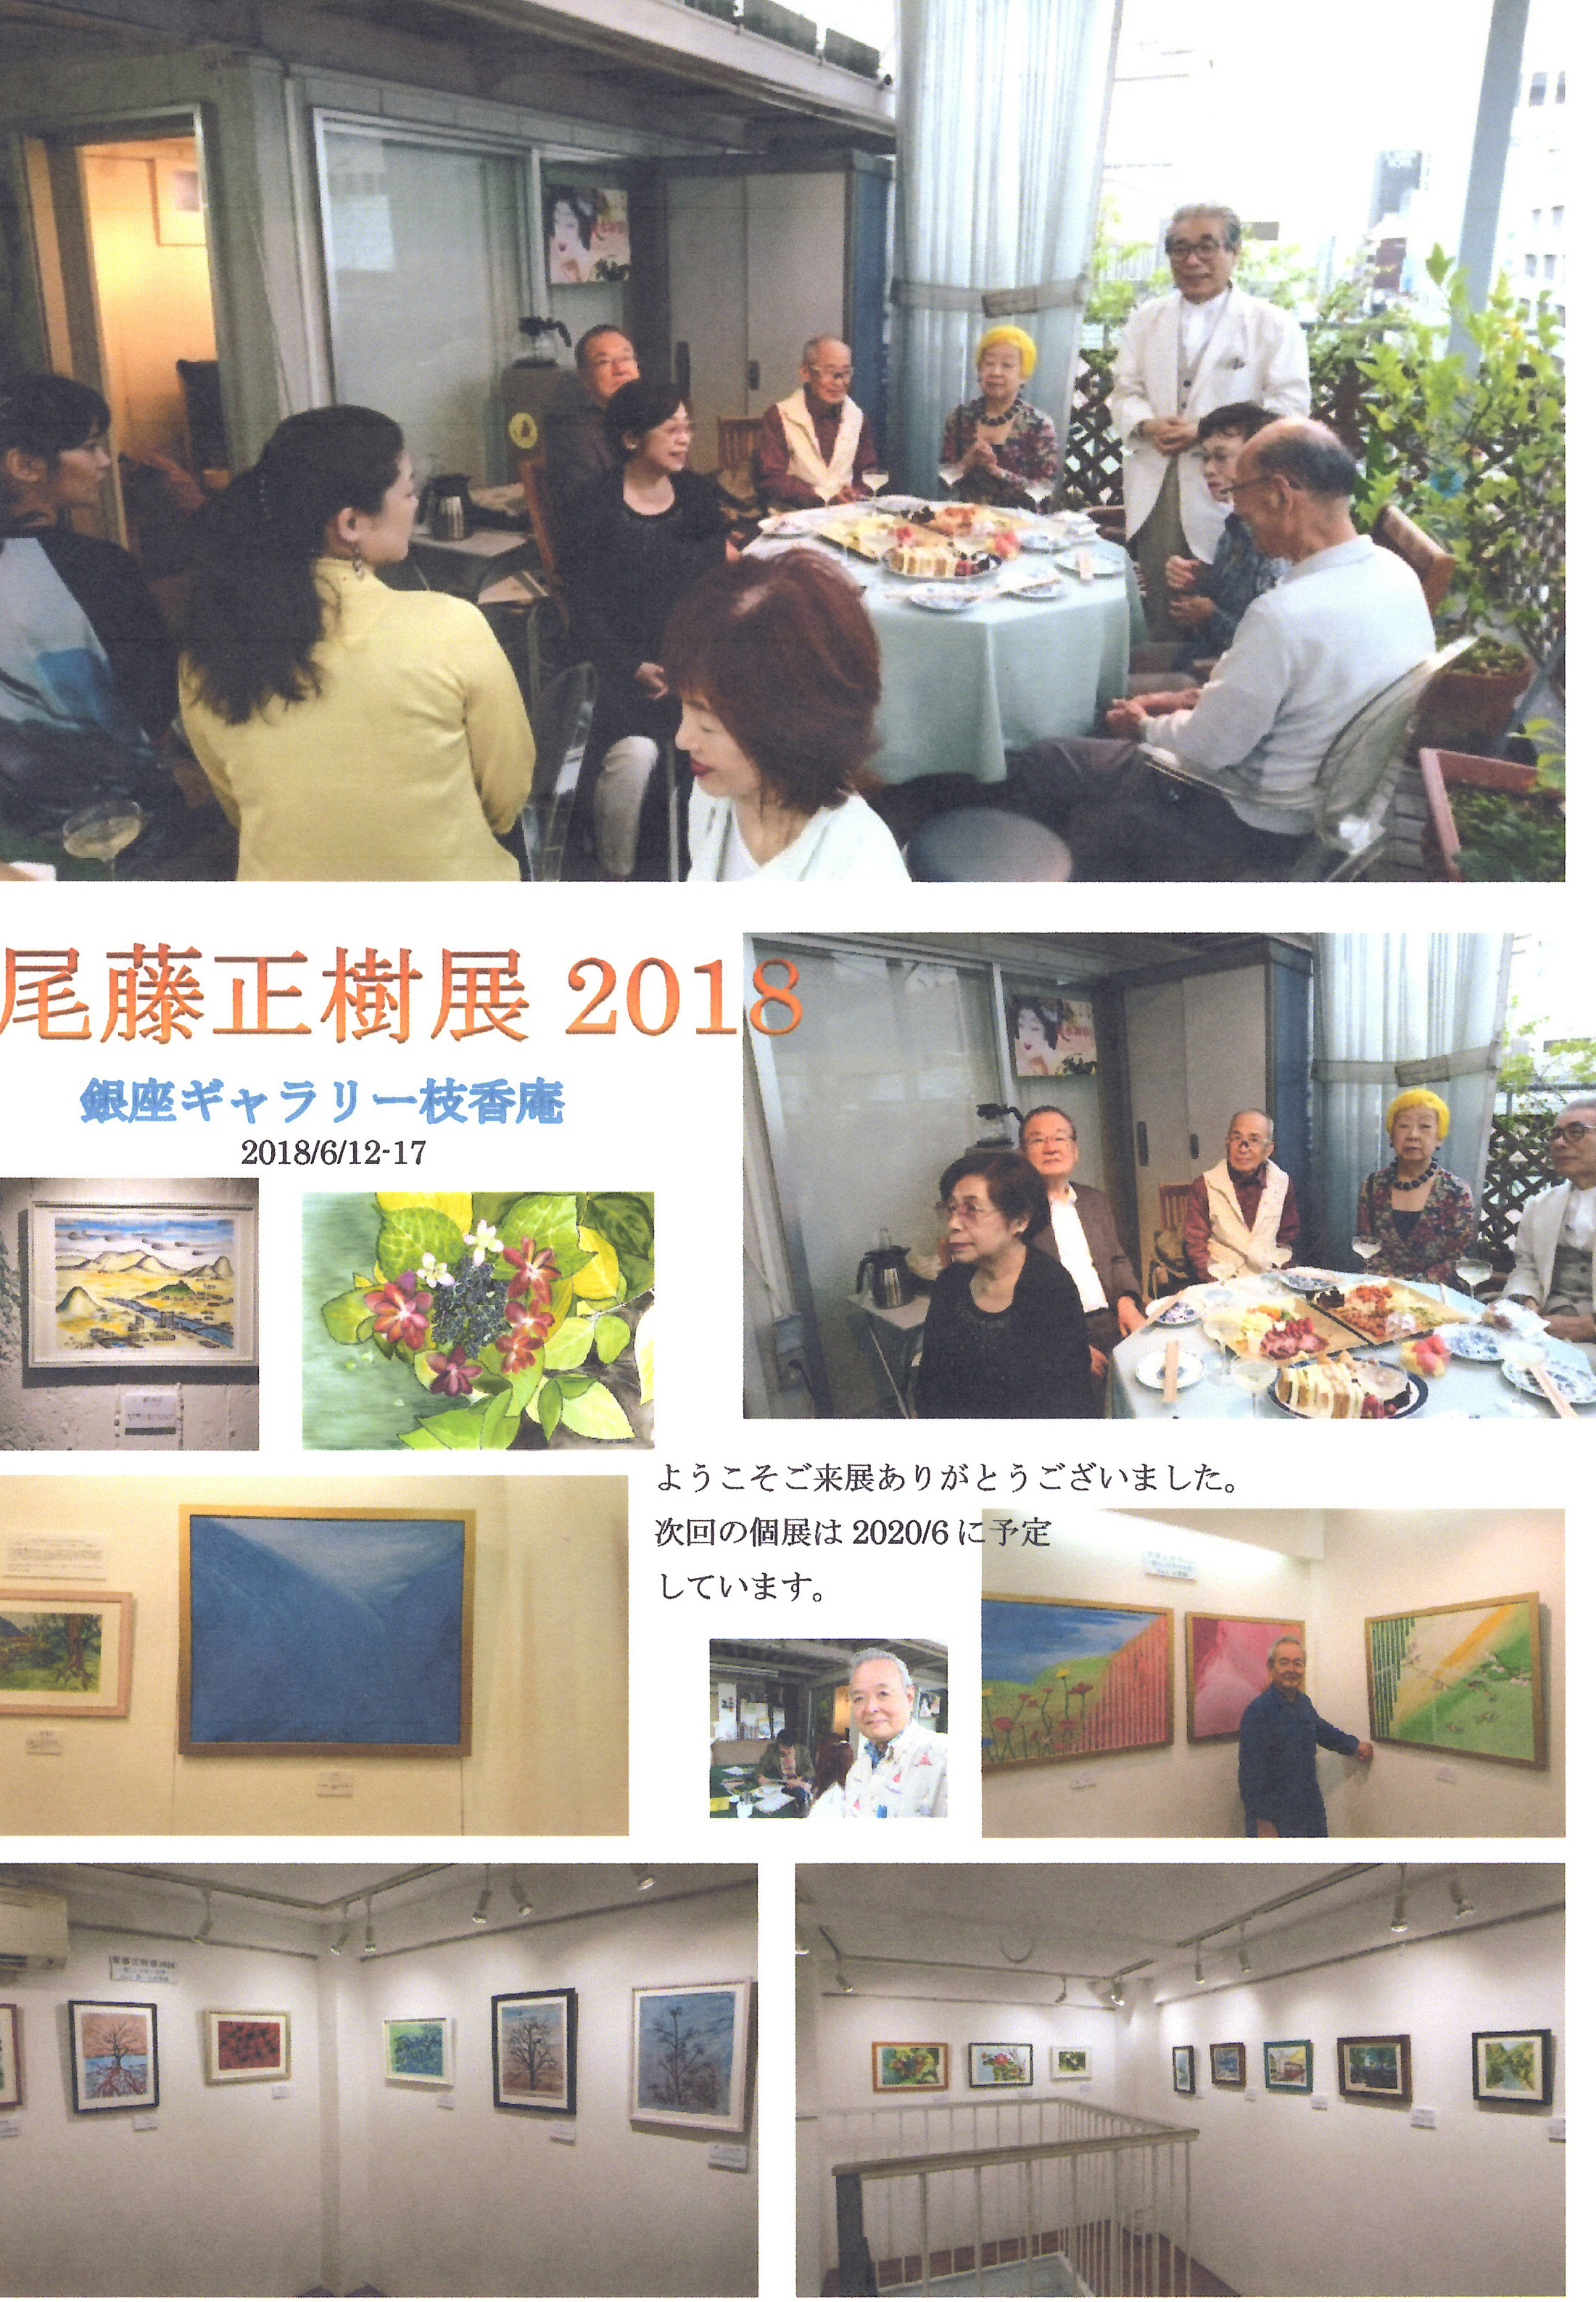 尾藤正樹展 2018
銀座ギャラリー枝香庵
2018/6/12-17
ようこそご来展ありがとうございました。
次回の個展は 2020/6 に予定
しています。